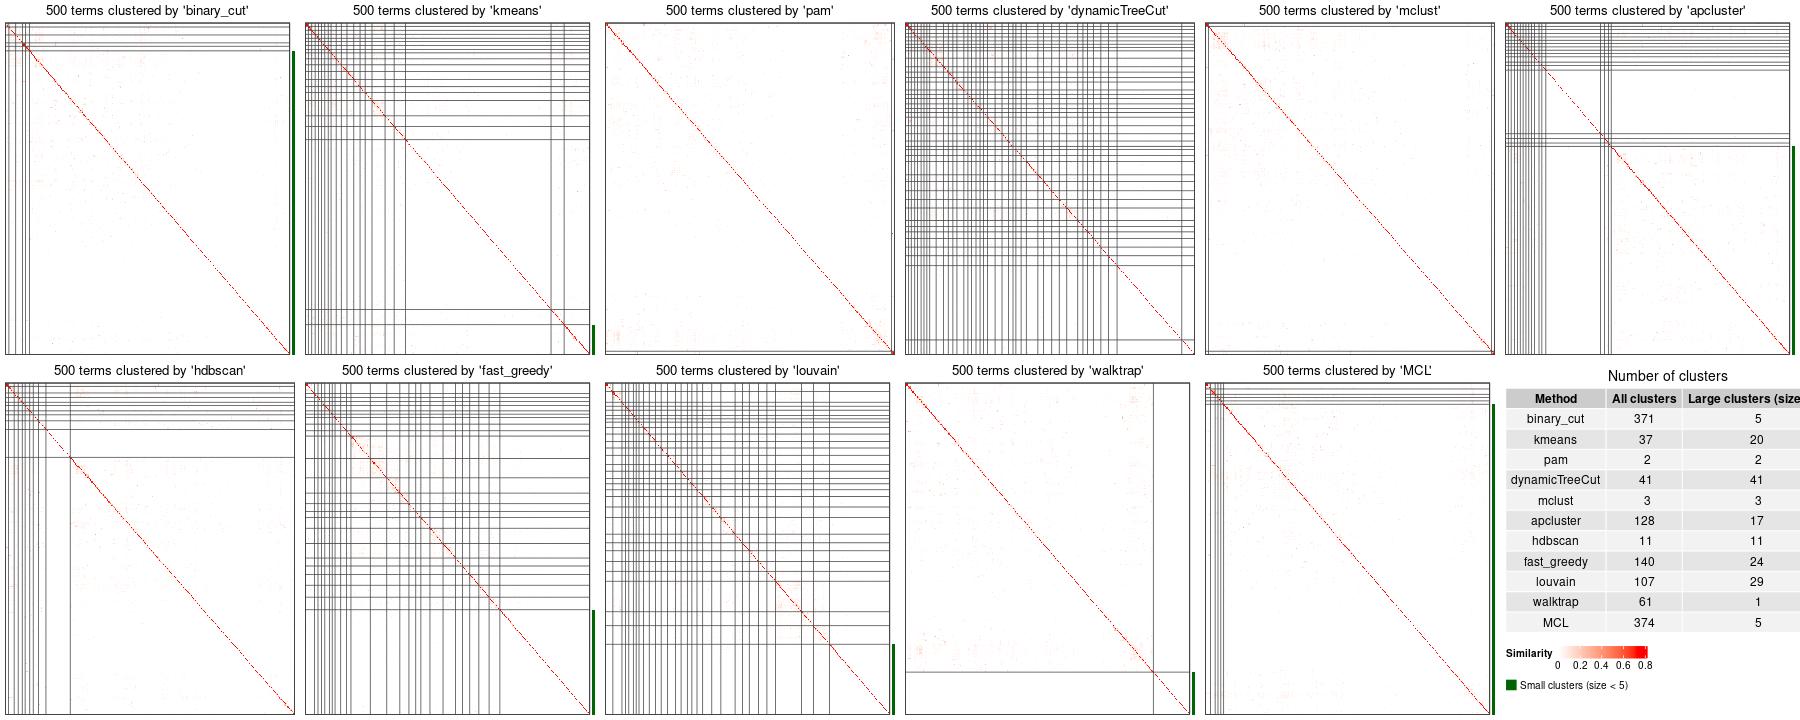 500 terms clustered by 'binary_cut'
500 terms clustered by 'kmeans'
500 terms clustered by 'pam'
500 terms clustered by 'dynamicTreeCut'
500 terms clustered by 'mclust'
500 terms clustered by 'apcluster'
500 terms clustered by 'hdbscan'
500 terms clustered by 'fast_greedy'
500 terms clustered by 'louvain'
500 terms clustered by 'walktrap'
500 terms clustered by 'MCL'
Number of clusters
Method All clusters Large clusters (size
binary_cut 371 5
kmeans 37 20
pam 2 2
dynamicTreeCut 41 41
mclust 3 3
apcluster 128 17
hdbscan 11 11
fast_greedy 140 24
louvain 107 29
walktrap 61 1
MCL 374 5
Similarity
0 0.2 0.4 0.6 0.8
Small clusters (size < 5)